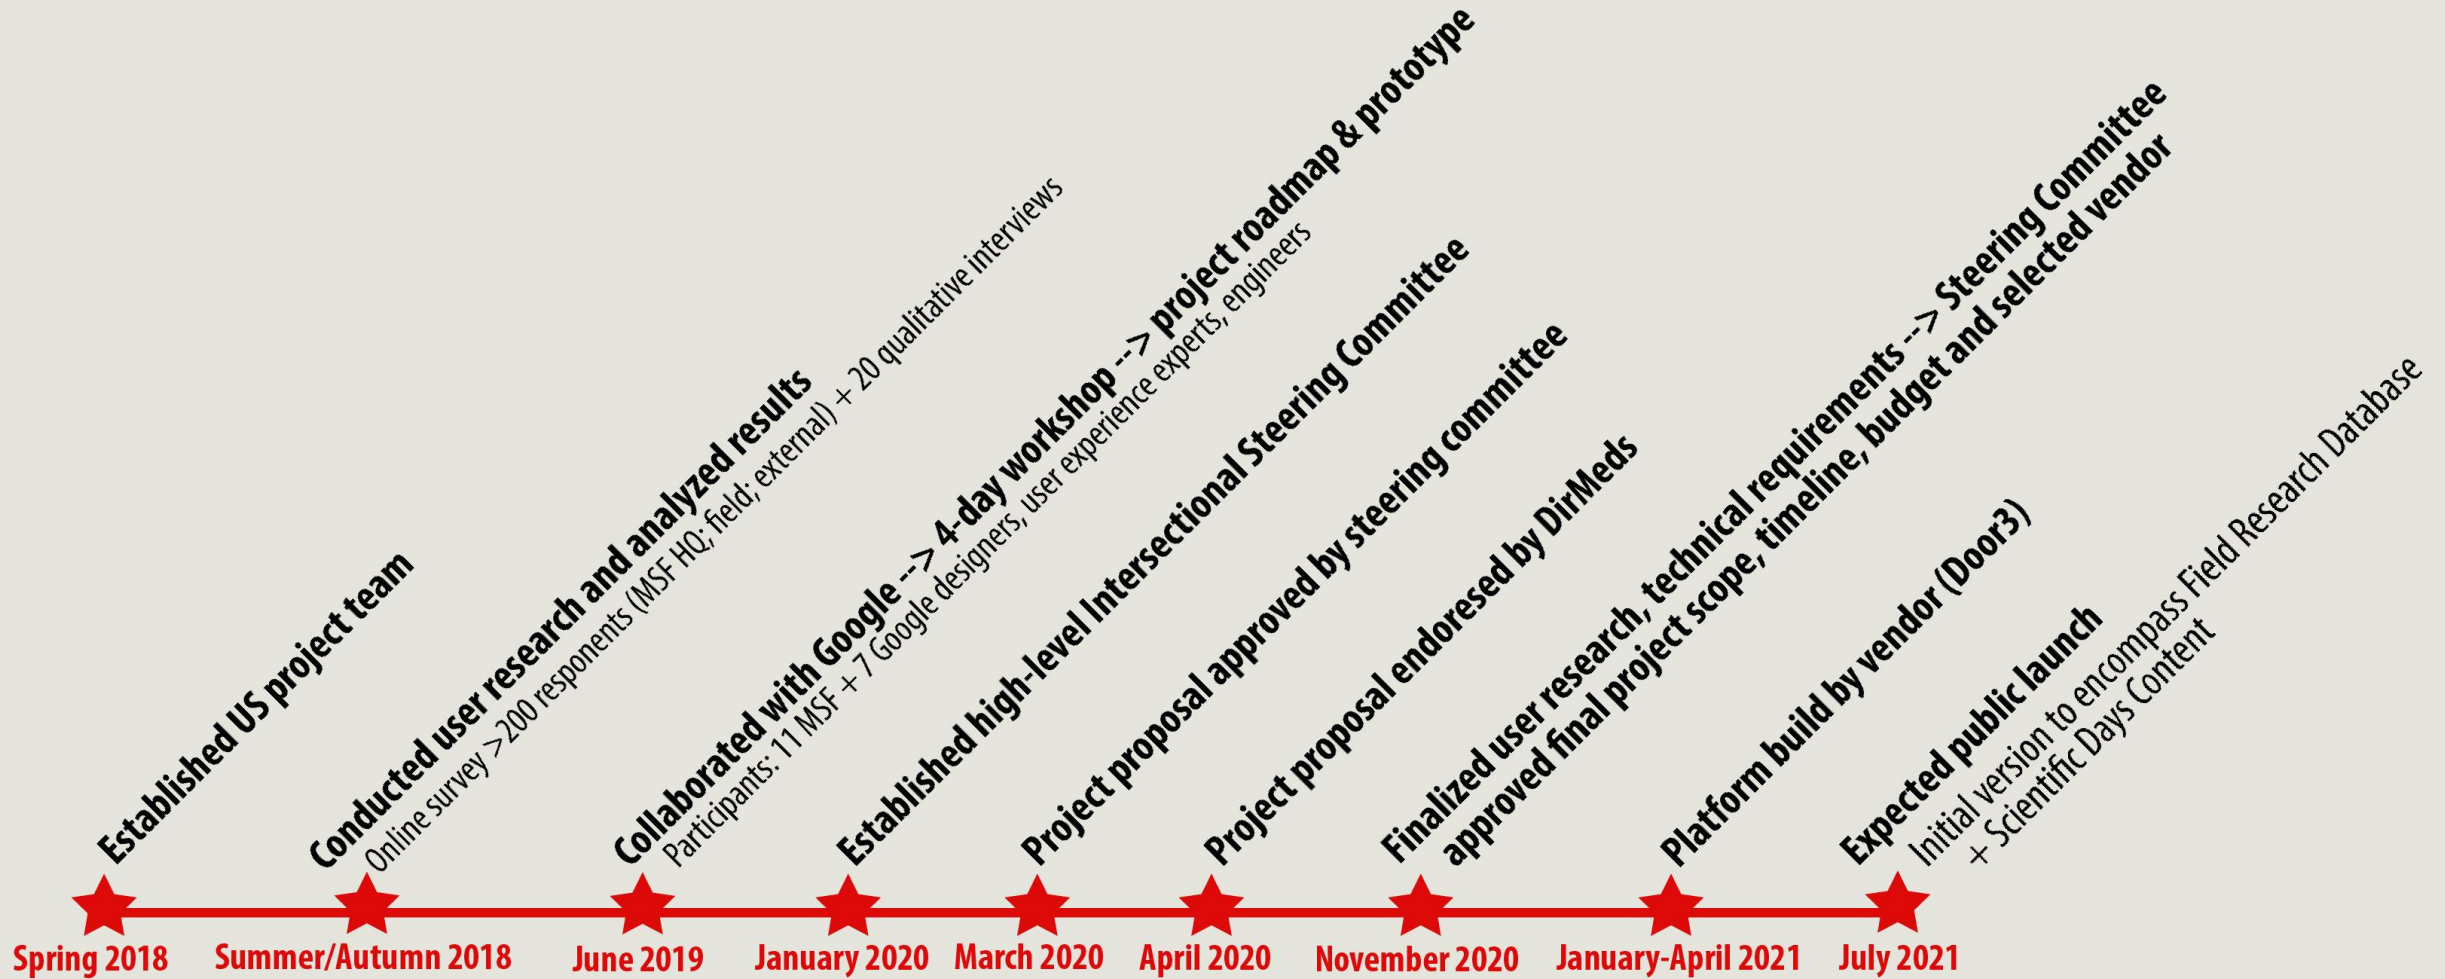 Established US project team
Conducted user research and analyzed results
Online survey >200 responents (MSF HQ; field; external) + 20 qualitative interviews
Collaborated with Google --> 4-day workshop --> project roadmap & prototype
Participants: 11 MSF + 7 Google designers, user experience experts, engineers
Established high-level Intersectional Steering Committee
Project proposal approved by steering committee
Project proposal endoresed by DirMeds
Finalized user research, technical requirements --> Steering Committee
approved final project scope, timeline, budget and selected vendor
Platform build by vendor (Door3)
Expected public launch
Initial version to encompass Field Research Database
+ Scientific Days Content
Spring 2018
Summer/Autumn 2018
June 2019
January 2020
March 2020
April 2020
November 2020
January-April 2021
July 2021